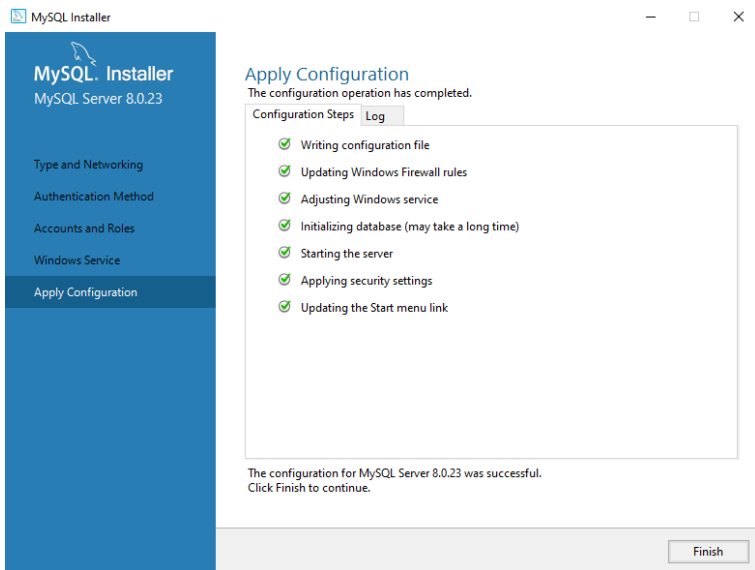 MySQL Installer
MySQL. Installer
MySQL Server 8.0.23
Type and Networking
Authentication Method
Accounts and Roles
Windows Service
Apply Configuration
Apply Configuration
The configuration operation has completed.
Configuration Steps Log
Writing configuration file
Updating Windows Firewall rules
Adjusting Windows service
Initializing database (may take a long time)
Starting the server
Applying security settings
Updating the Start menu link
The configuration for MySQL Server 8.0.23 was successful.
Click Finish to continue.
Finish